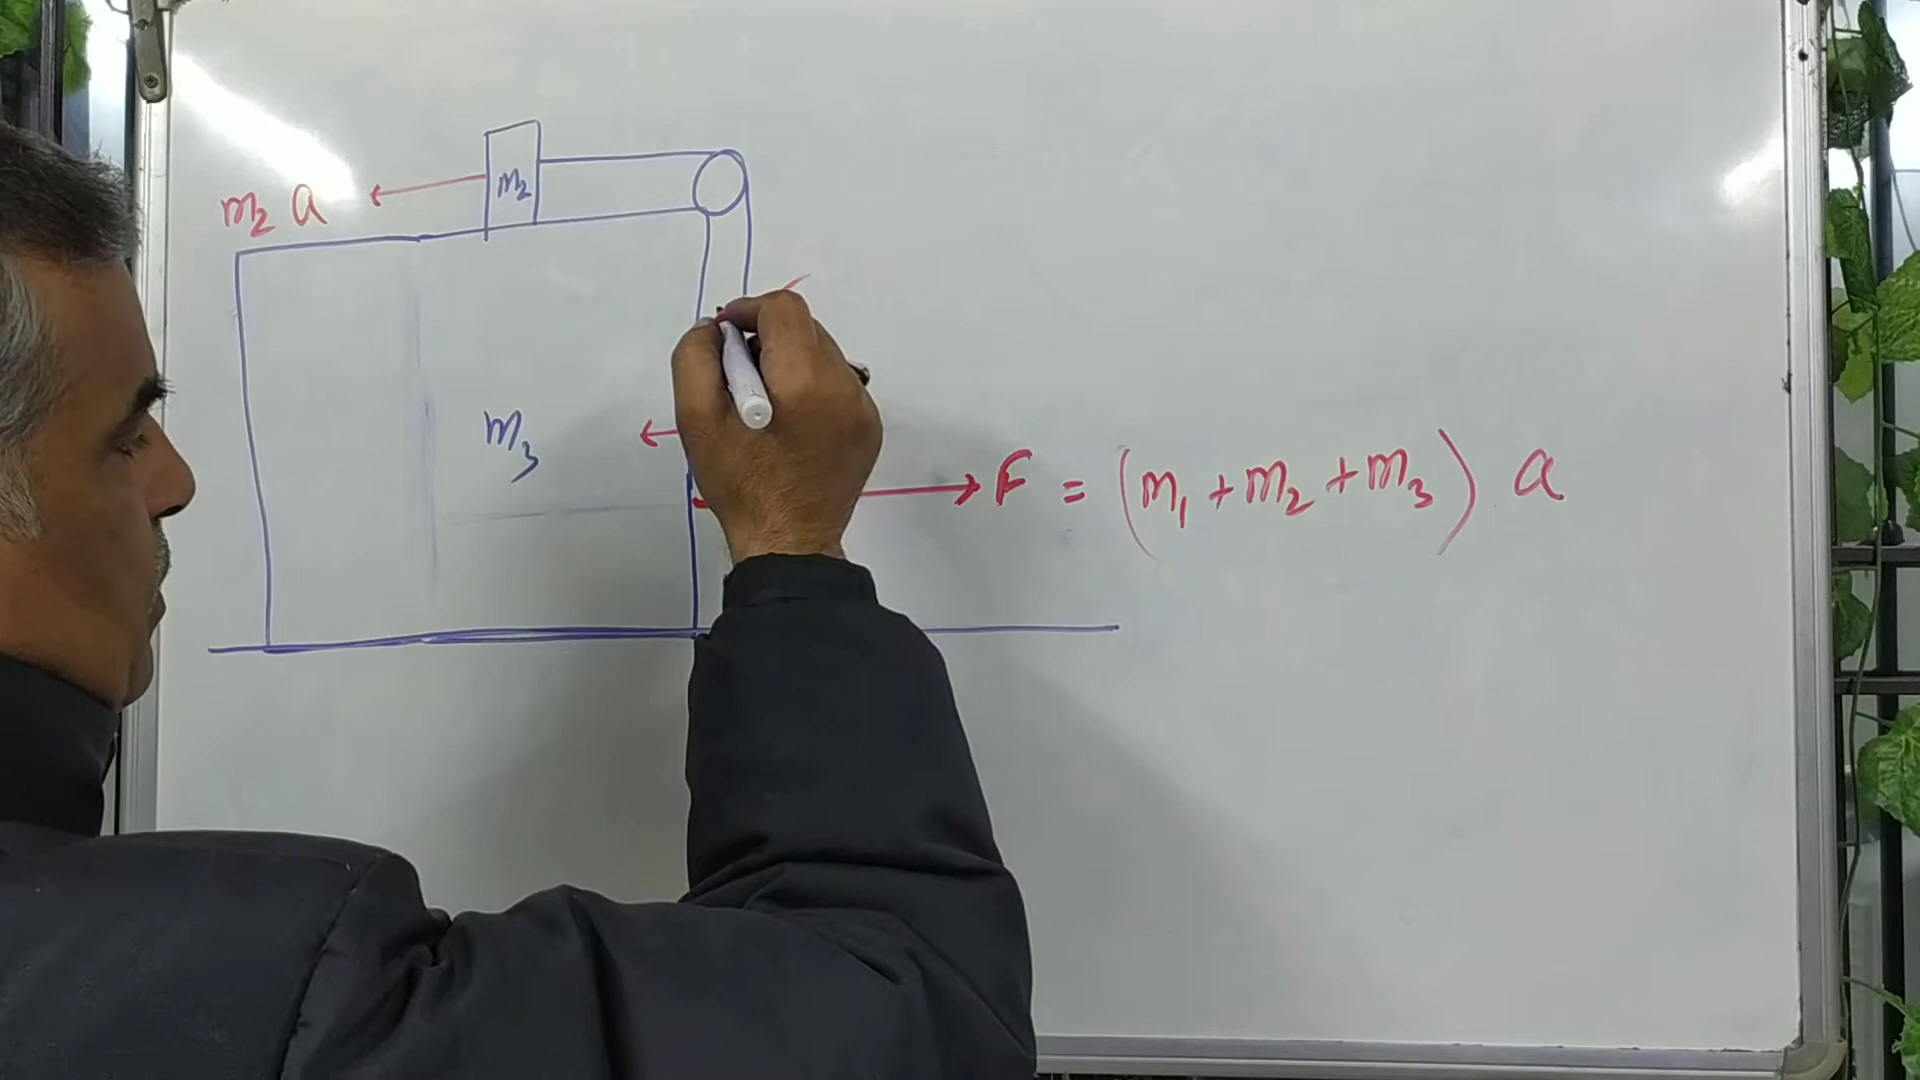 m₂
m₂ a
m₃
F = (m₁ + m₂ + m₃) a